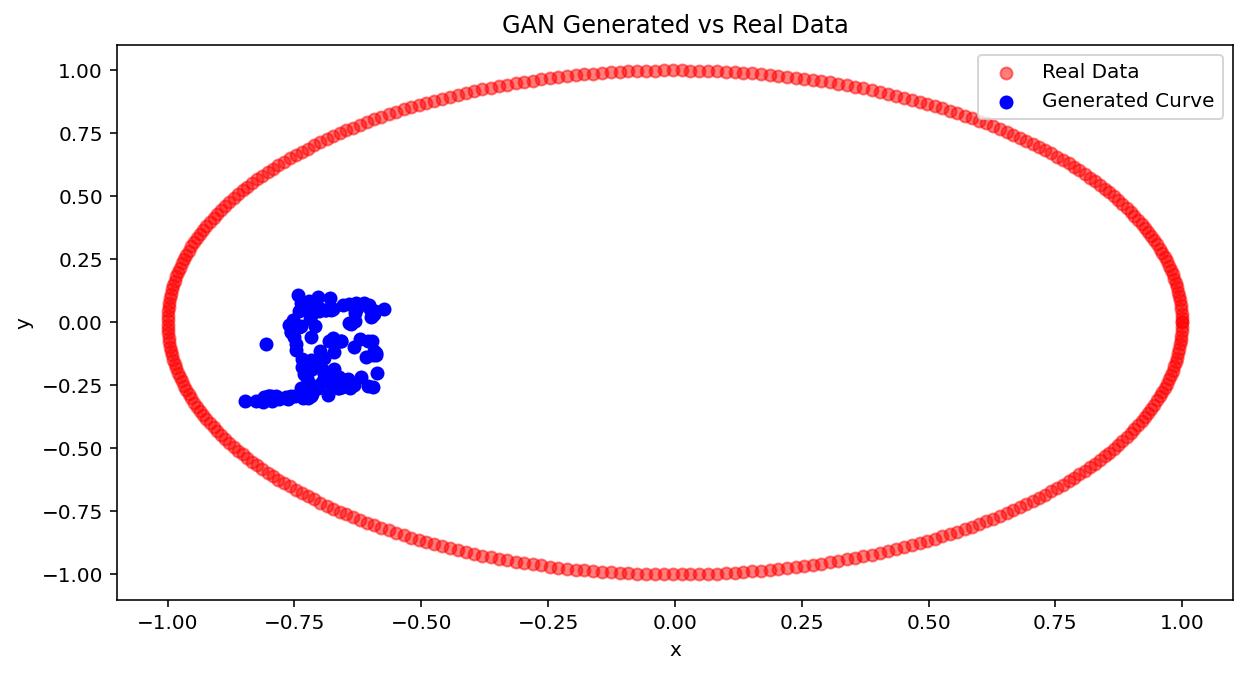 GAN Generated vs Real Data
Real Data
Generated Curve
1.00
0.75
0.50
0.25
0.00
−0.25
−0.50
−0.75
−1.00
y
−1.00 −0.75 −0.50 −0.25 0.00 0.25 0.50 0.75 1.00
x